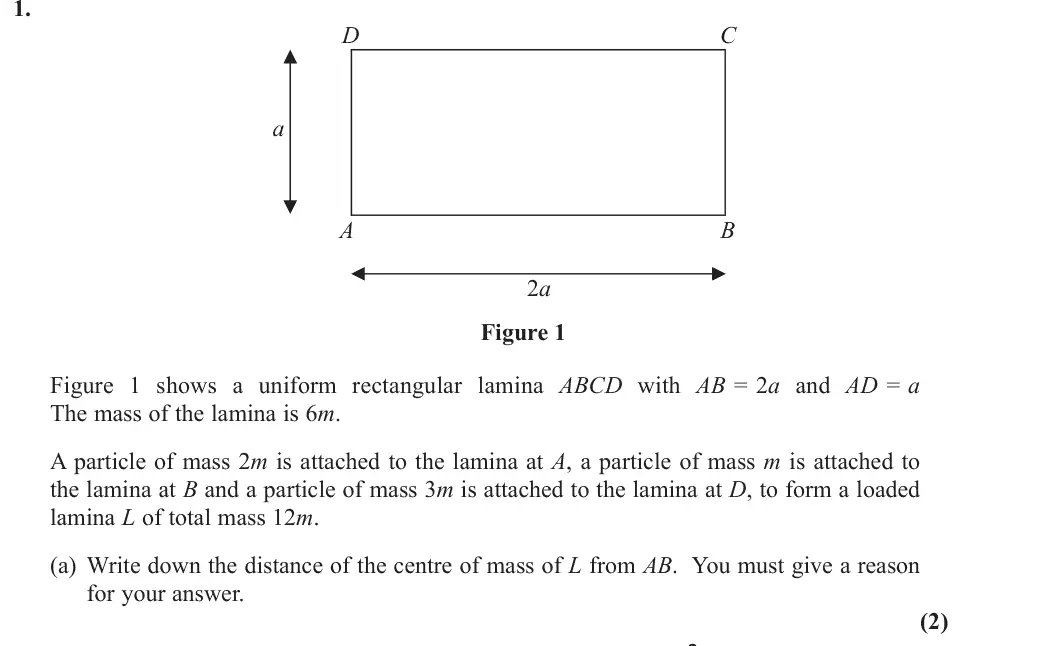 1.
D
C
a
A
B
2a
Figure 1
Figure 1 shows a uniform rectangular lamina ABCD with AB = 2a and AD = a
The mass of the lamina is 6m.
A particle of mass 2m is attached to the lamina at A, a particle of mass m is attached to
the lamina at B and a particle of mass 3m is attached to the lamina at D, to form a loaded
lamina L of total mass 12m.
(a) Write down the distance of the centre of mass of L from AB. You must give a reason
for your answer.
(2)